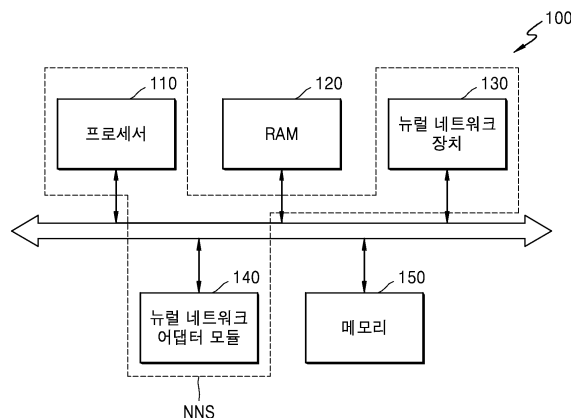 100
110
120
130
프로세서
RAM
뉴럴 네트워크
장치
140
150
뉴럴 네트워크
어댑터 모듈
메모리
NNS